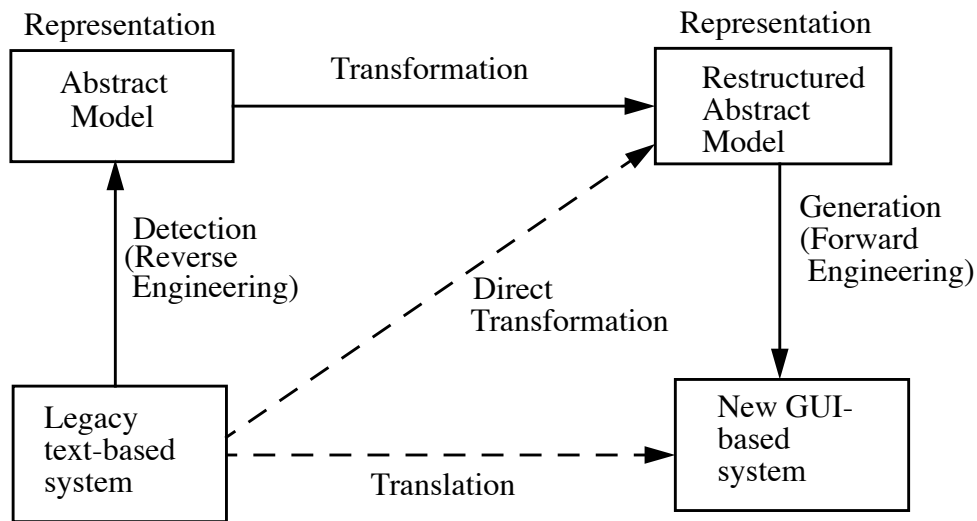 Representation
Abstract
Model
Transformation
Representation
Restructured
Abstract
Model
Detection
(Reverse
Engineering)
Direct
Transformation
Generation
(Forward
Engineering)
Legacy
text-based
system
Translation
New GUI-
based
system